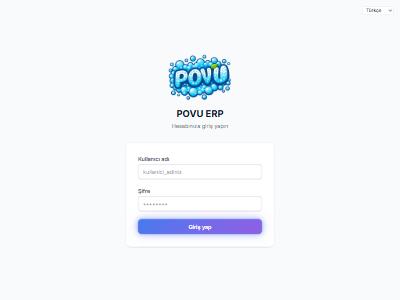 Türkçe
POVU
POVU ERP
Hesabınıza giriş yapın
Kullanıcı adı
kullanici_adiniz
Şifre
••••••••
Giriş yap